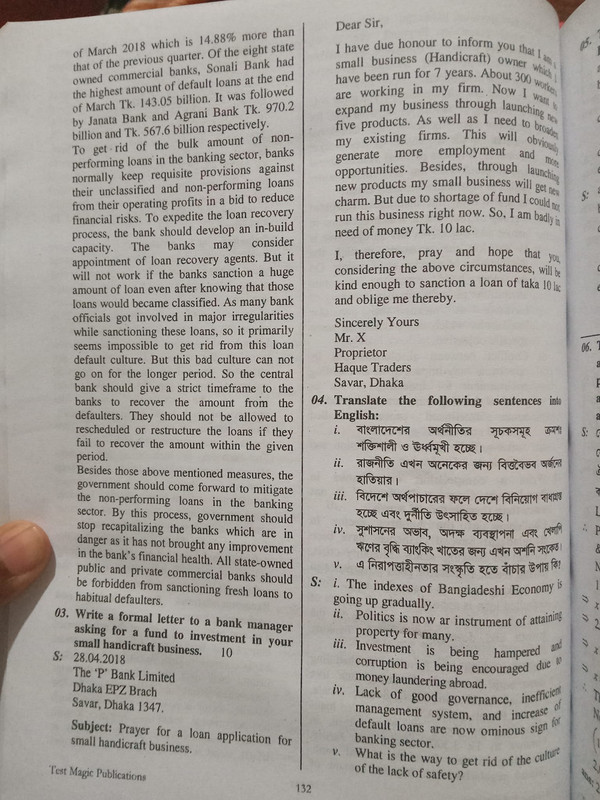 of March 2018 which is 14.88% more than
that of the previous quarter. Of the eight state
owned commercial banks, Sonali Bank had
the highest amount of default loans at the end
of March Tk. 143.05 billion. It was followed
by Janata Bank and Agrani Bank Tk. 970.2
billion and Tk. 567.6 billion respectively.
To get rid of the bulk amount of non-
performing loans in the banking sector, banks
normally keep requisite provisions against
their unclassified and non-performing loans
from their operating profits in a bid to reduce
financial risks. To expedite the loan recovery
process, the bank should develop an in-build
capacity. The banks may consider
appointment of loan recovery agents. But it
will not work if the banks sanction a huge
amount of loan even after knowing that those
loans would became classified. As many bank
officials got involved in major irregularities
while sanctioning these loans, so it primarily
seems impossible to get rid from this loan
default culture. But this bad culture can not
go on for the longer period. So the central
bank should give a strict timeframe to the
banks to recover the amount from the
defaulters. They should not be allowed to
rescheduled or restructure the loans if they
fail to recover the amount within the given
period.
Besides those above mentioned measures, the
government should come forward to mitigate
the non-performing loans in the banking
sector. By this process, government should
stop recapitalizing the banks which are in
danger as it has not brought any improvement
in the bank's financial health. All state-owned
public and private commercial banks should
be forbidden from sanctioning fresh loans to
habitual defaulters.
03. Write a formal letter to a bank manager
asking for a fund to investment in your
small handicraft business. 10
S: 28.04.2018
The 'P' Bank Limited
Dhaka EPZ Brach
Savar, Dhaka 1347.
Subject: Prayer for a loan application for
small handicraft business.
Test Magic Publications
Dear Sir,
I have due honour to inform you that I am a
small business (Handicraft) owner which I
have been run for 7 years. About 300 workers
are working in my firm. Now I want to
expand my business through launching new
five products. As well as I need to broaden
my existing firms. This will obviously
generate more employment and more
opportunities. Besides, through launching
new products my small business will get new
charm. But due to shortage of fund I could not
run this business right now. So, I am badly in
need of money Tk. 10 lac.
I, therefore, pray and hope that you,
considering the above circumstances, will be
kind enough to sanction a loan of taka 10 lac
and oblige me thereby.
Sincerely Yours
Mr. X
Proprietor
Haque Traders
Savar, Dhaka
04. Translate the following sentences into
English:
i. বাংলাদেশের অর্থনীতির সূচকসমূহ ক্রমশ
শক্তিশালী ও ঊর্ধ্বমূখী হচ্ছে।
ii. রাজনীতি এখন অনেকের জন্য বিত্তবৈভব অর্জনের
হাতিয়ার।
iii. বিদেশে অর্থপাচারের ফলে দেশে বিনিয়োগ বাধাগ্রস্ত
হচ্ছে এবং দুর্নীতি উৎসাহিত হচ্ছে।
iv. সুশাসনের অভাব, অদক্ষ ব্যবস্থাপনা এবং খেলাপি
ঋণের বৃদ্ধি ব্যাংকিং খাতের জন্য এখন অশনি সংকেত।
v. এ নিরাপত্তাহীনতার সংস্কৃতি হতে বাঁচার উপায় কি?
S: i. The indexes of Bangladeshi Economy is
going up gradually.
ii. Politics is now ar instrument of attaining
property for many.
iii. Investment is being hampered and
corruption is being encouraged due to
money laundering abroad.
iv. Lack of good governance, inefficient
management system, and increase of
default loans are now ominous sign for
banking sector.
v. What is the way to get rid of the culture
of the lack of safety?
132
05.
S:
06.
S: